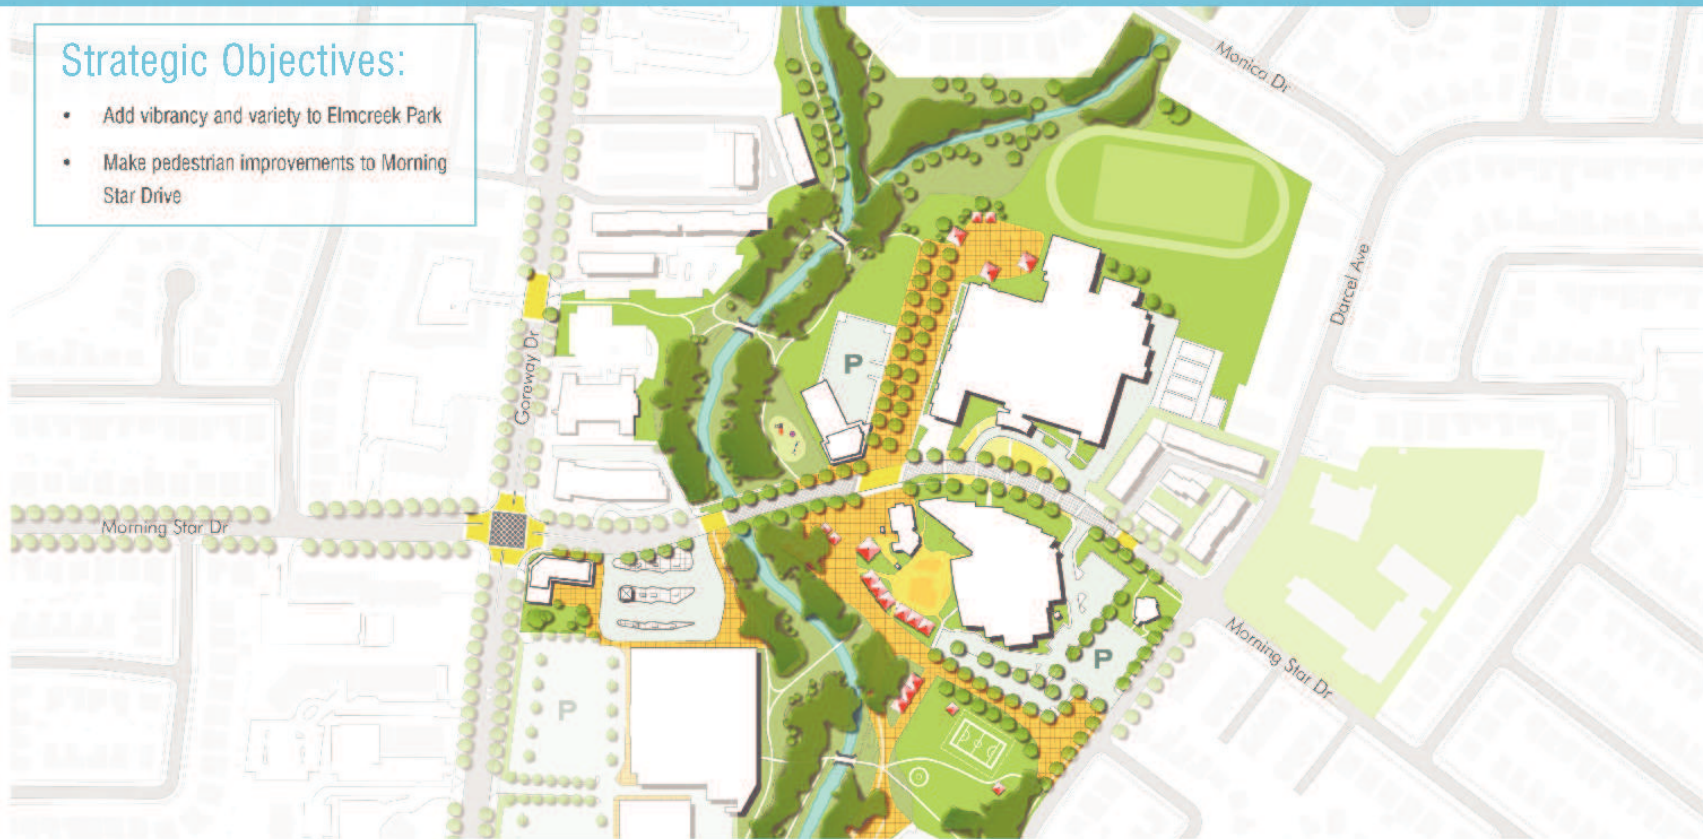 Strategic Objectives:
• Add vibrancy and variety to Elmcreek Park
• Make pedestrian improvements to Morning
Star Drive
Monica Dr
Darcel Ave
Goreway Dr
P
Morning Star Dr
Morning Star Dr
P
P